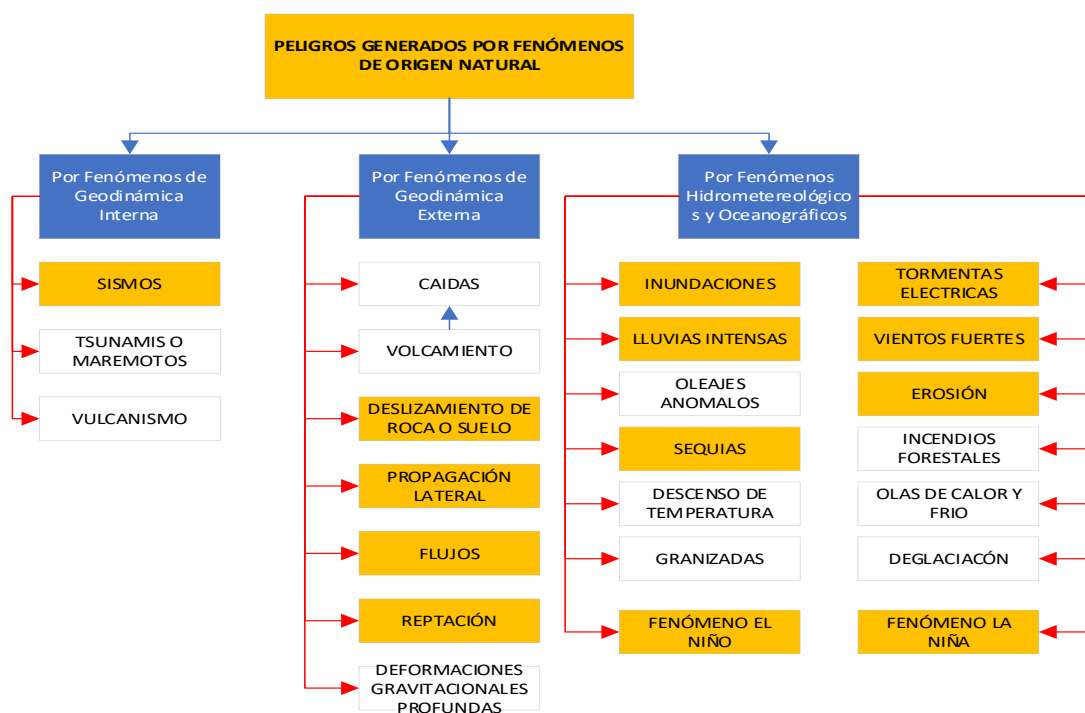 PELIGROS GENERADOS POR FENÓMENOS
DE ORIGEN NATURAL
Por Fenómenos de
Geodinámica
Interna
Por Fenómenos de
Geodinámica
Externa
Por Fenómenos
Hidrometereológico
s y Oceanográficos
SISMOS
TSUNAMIS O
MAREMOTOS
VULCANISMO
CAIDAS
VOLCAMIENTO
DESLIZAMIENTO DE
ROCA O SUELO
PROPAGACIÓN
LATERAL
FLUJOS
REPTACIÓN
DEFORMACIONES
GRAVITACIONALES
PROFUNDAS
INUNDACIONES
LLUVIAS INTENSAS
OLEAJES
ANOMALOS
SEQUIAS
DESCENSO DE
TEMPERATURA
GRANIZADAS
FENÓMENO EL
NIÑO
TORMENTAS
ELECTRICAS
VIENTOS FUERTES
EROSIÓN
INCENDIOS
FORESTALES
OLAS DE CALOR Y
FRIO
DEGLACIACÓN
FENÓMENO LA
NIÑA